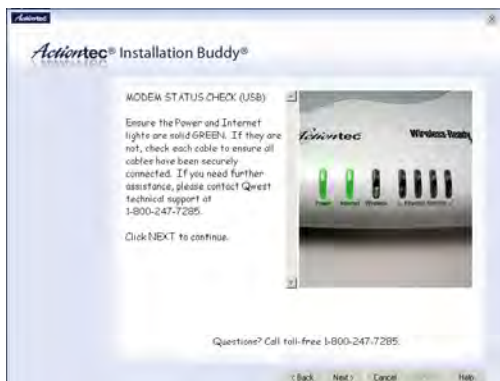 Actiontec
Actiontec® Installation Buddy®
MODEM STATUS CHECK (USB)
Ensure the Power and Internet
lights are solid GREEN. If they are
not, check each cable to ensure all
cables have been securely
connected. If you need further
assistance, please contact Qwest
technical support at
1-800-247-7285.
Click NEXT to continue.
Actiontec
Wireless-Ready
Power Internet Wireless Ethernet
Questions? Call toll-free 1-800-247-7285.
< Back Next > Cancel Help